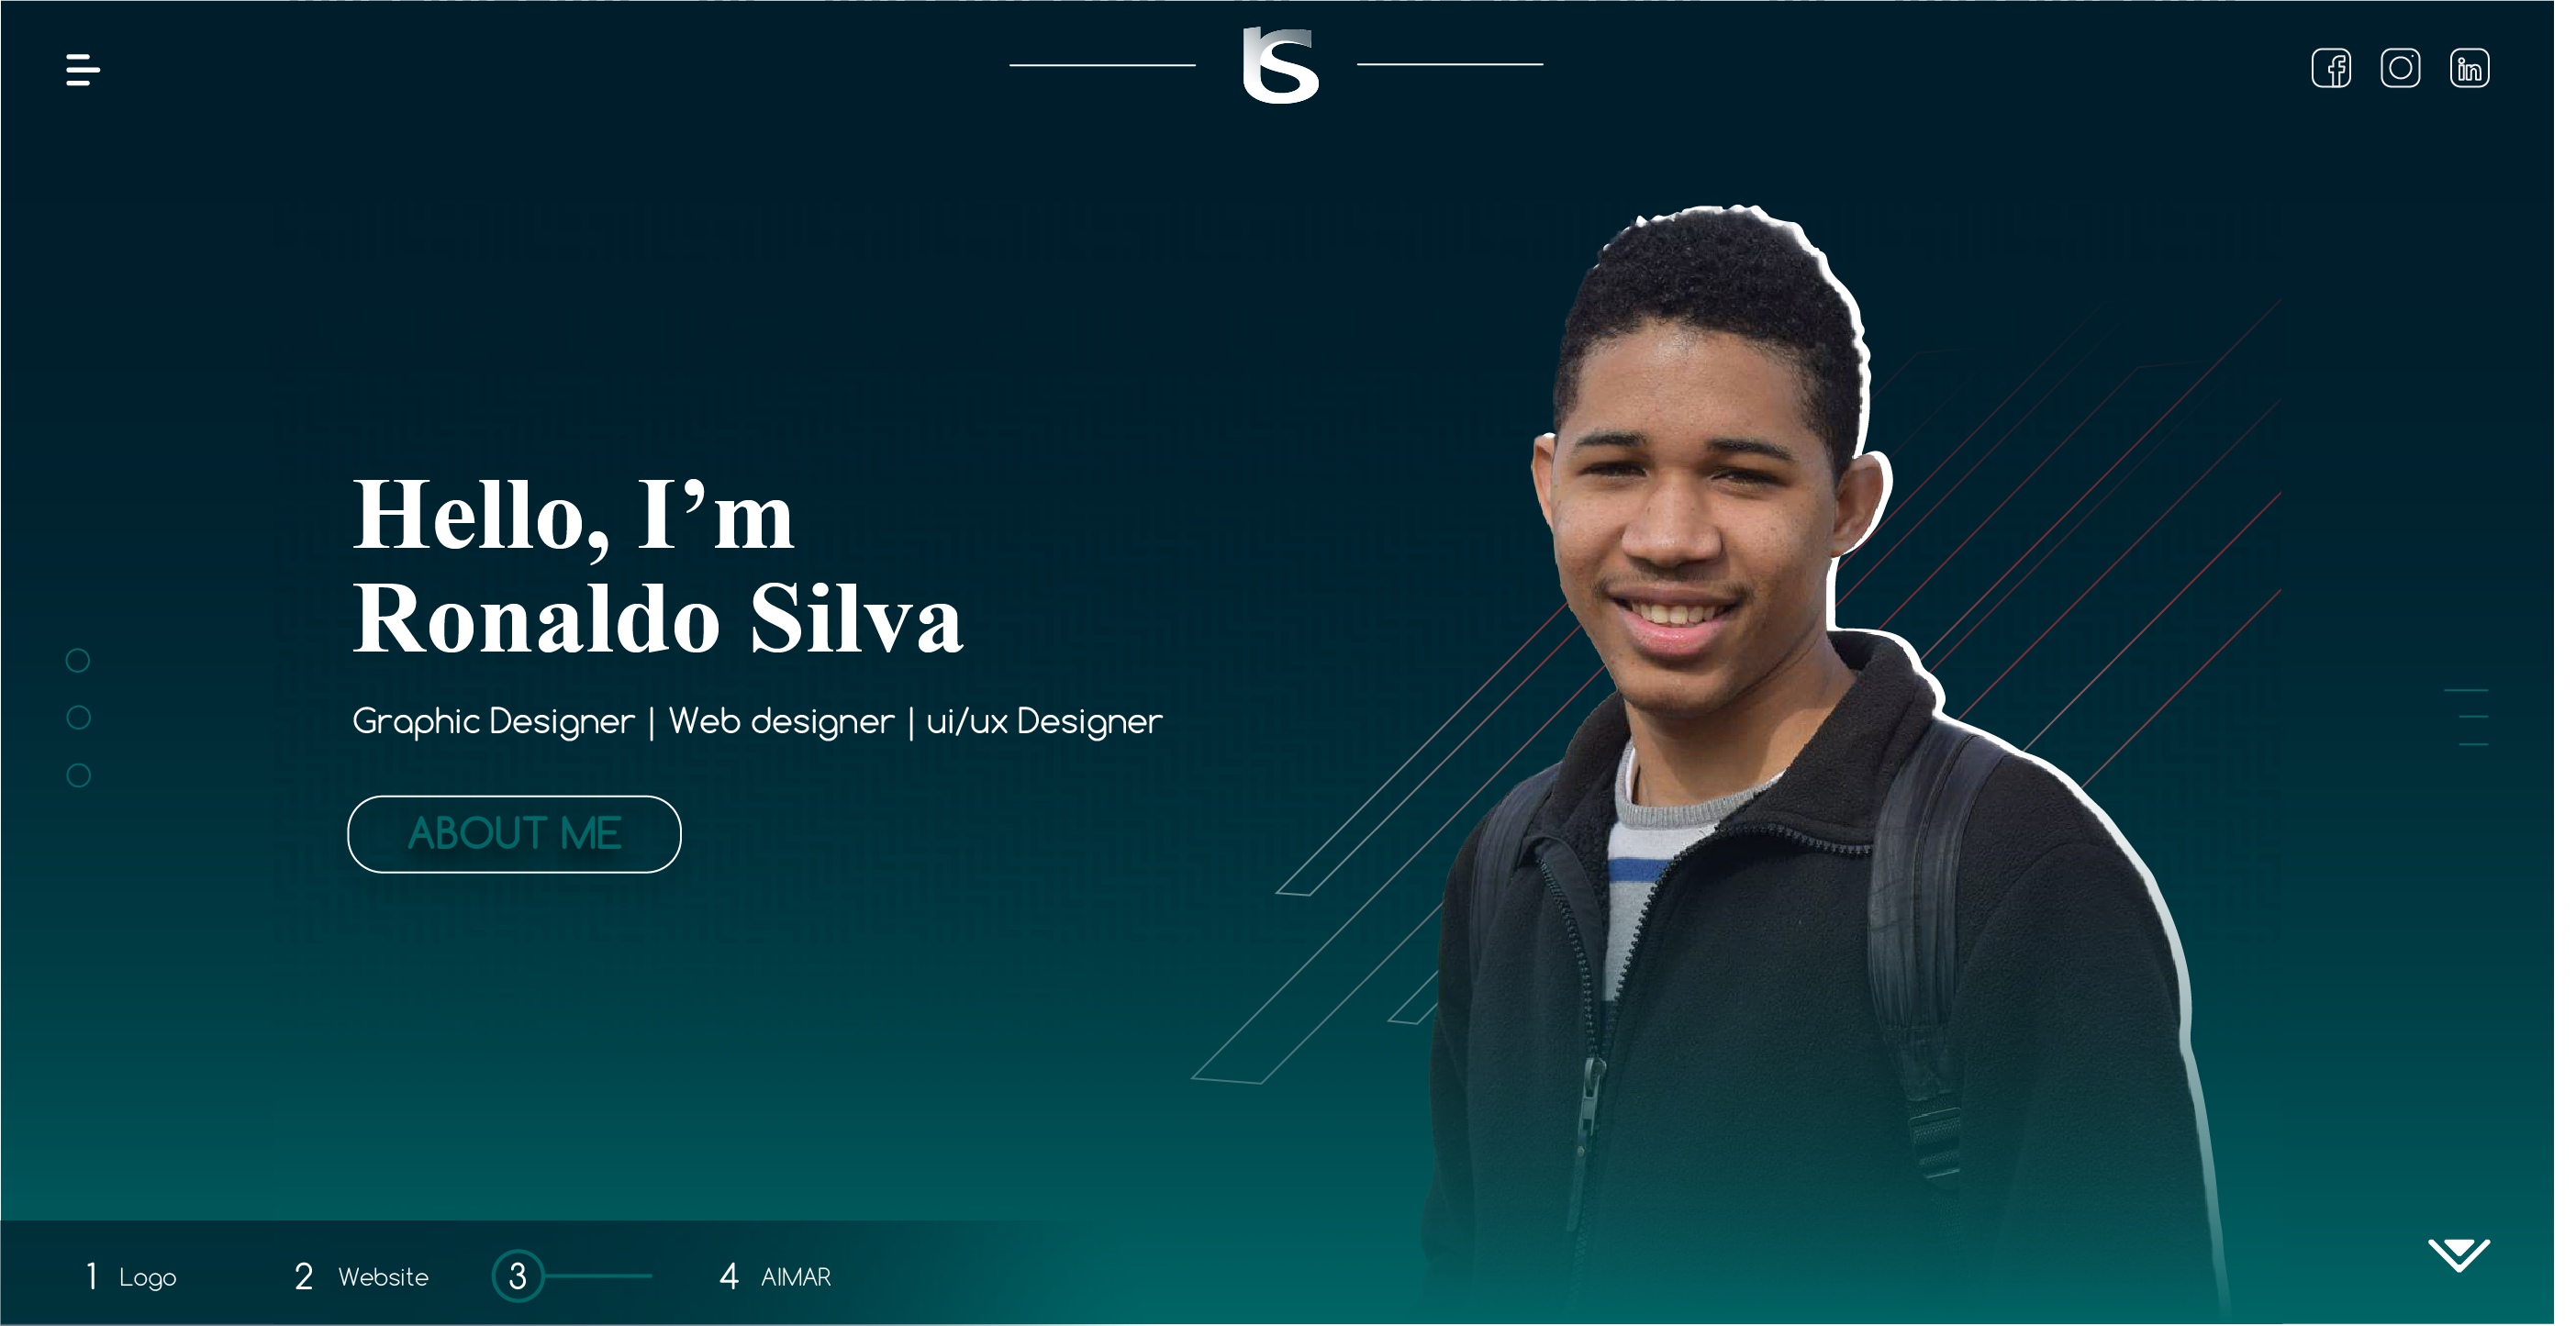 rs
Hello, I’m
Ronaldo Silva
Graphic Designer | Web designer | ui/ux Designer
ABOUT ME
1 Logo
2 Website
3
4 AIMAR